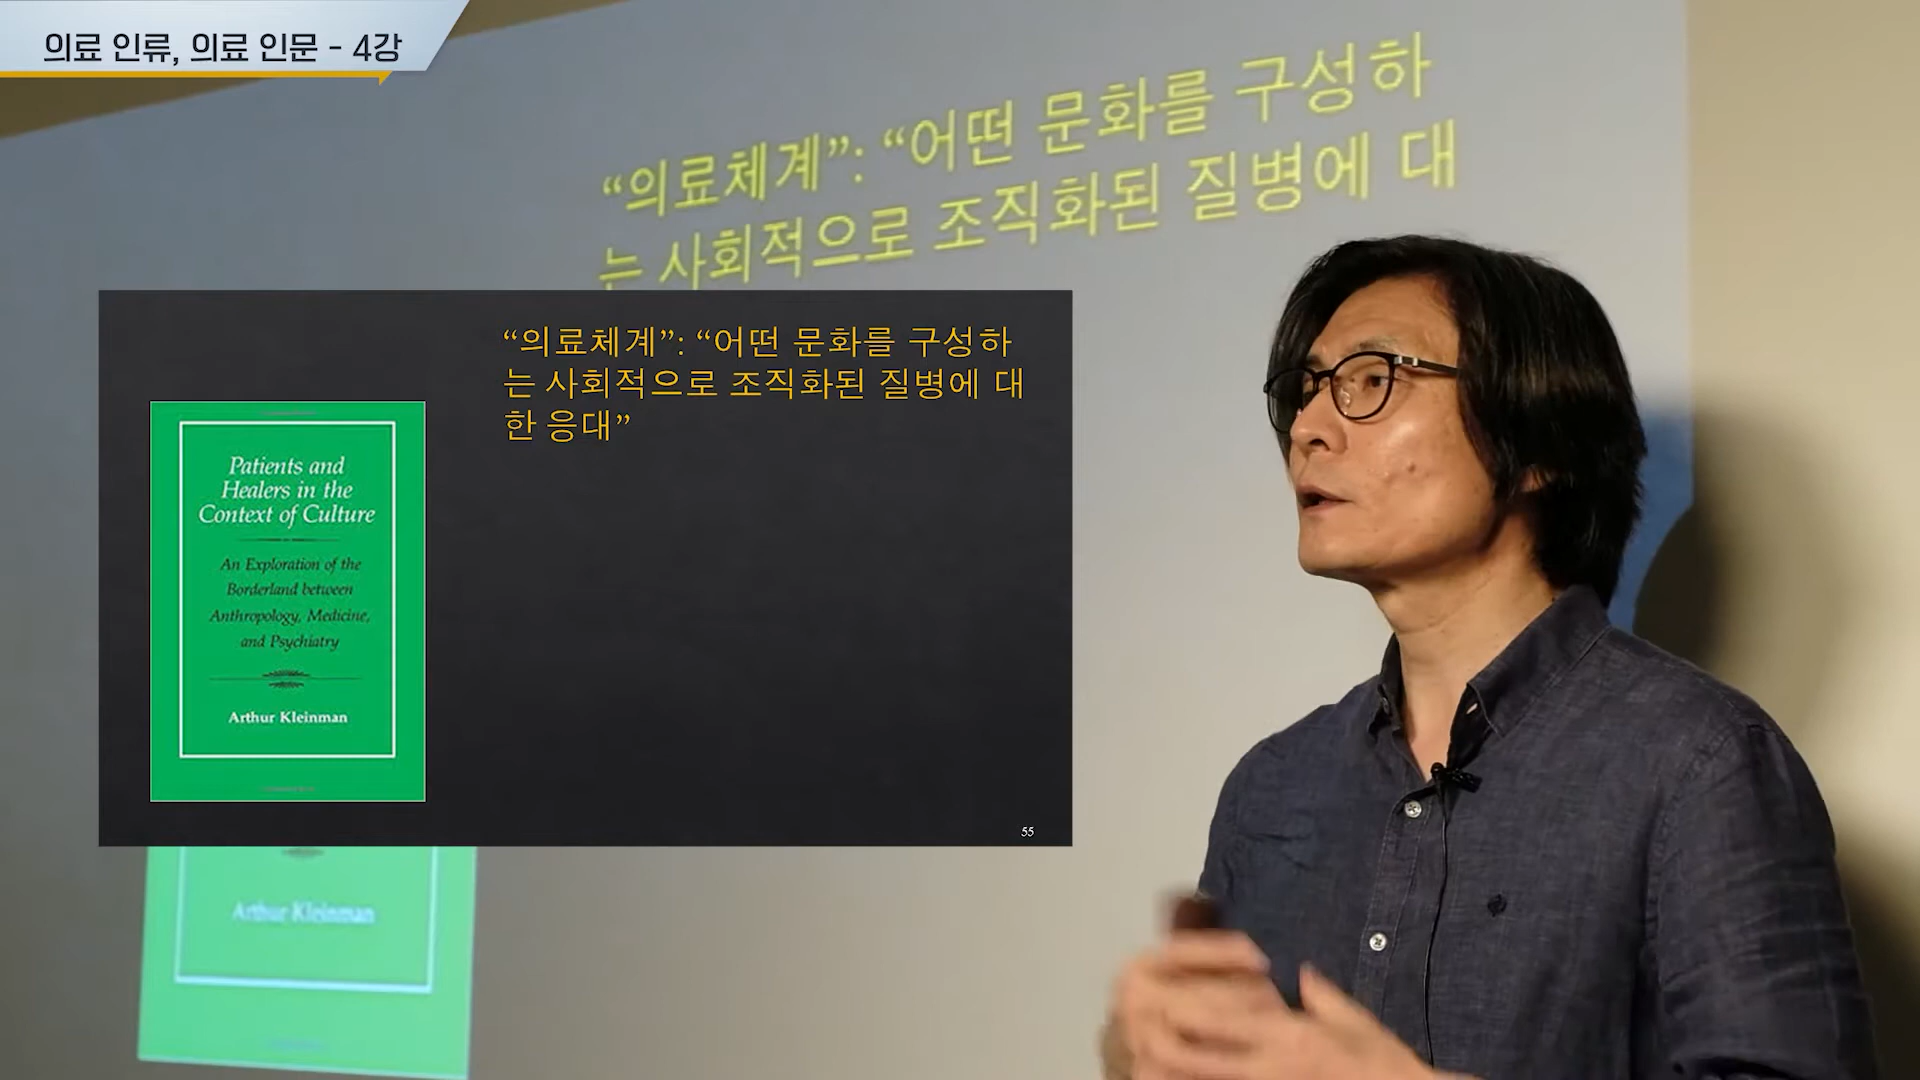 의료 인류, 의료 인문 - 4강
“의료체계”: “어떤 문화를 구성하
는 사회적으로 조직화된 질병에 대
“의료체계”: “어떤 문화를 구성하
는 사회적으로 조직화된 질병에 대
한 응대”
Patients and
Healers in the
Context of Culture
An Exploration of the
Borderland between
Anthropology, Medicine,
and Psychiatry
Arthur Kleinman
55
Arthur Kleinman